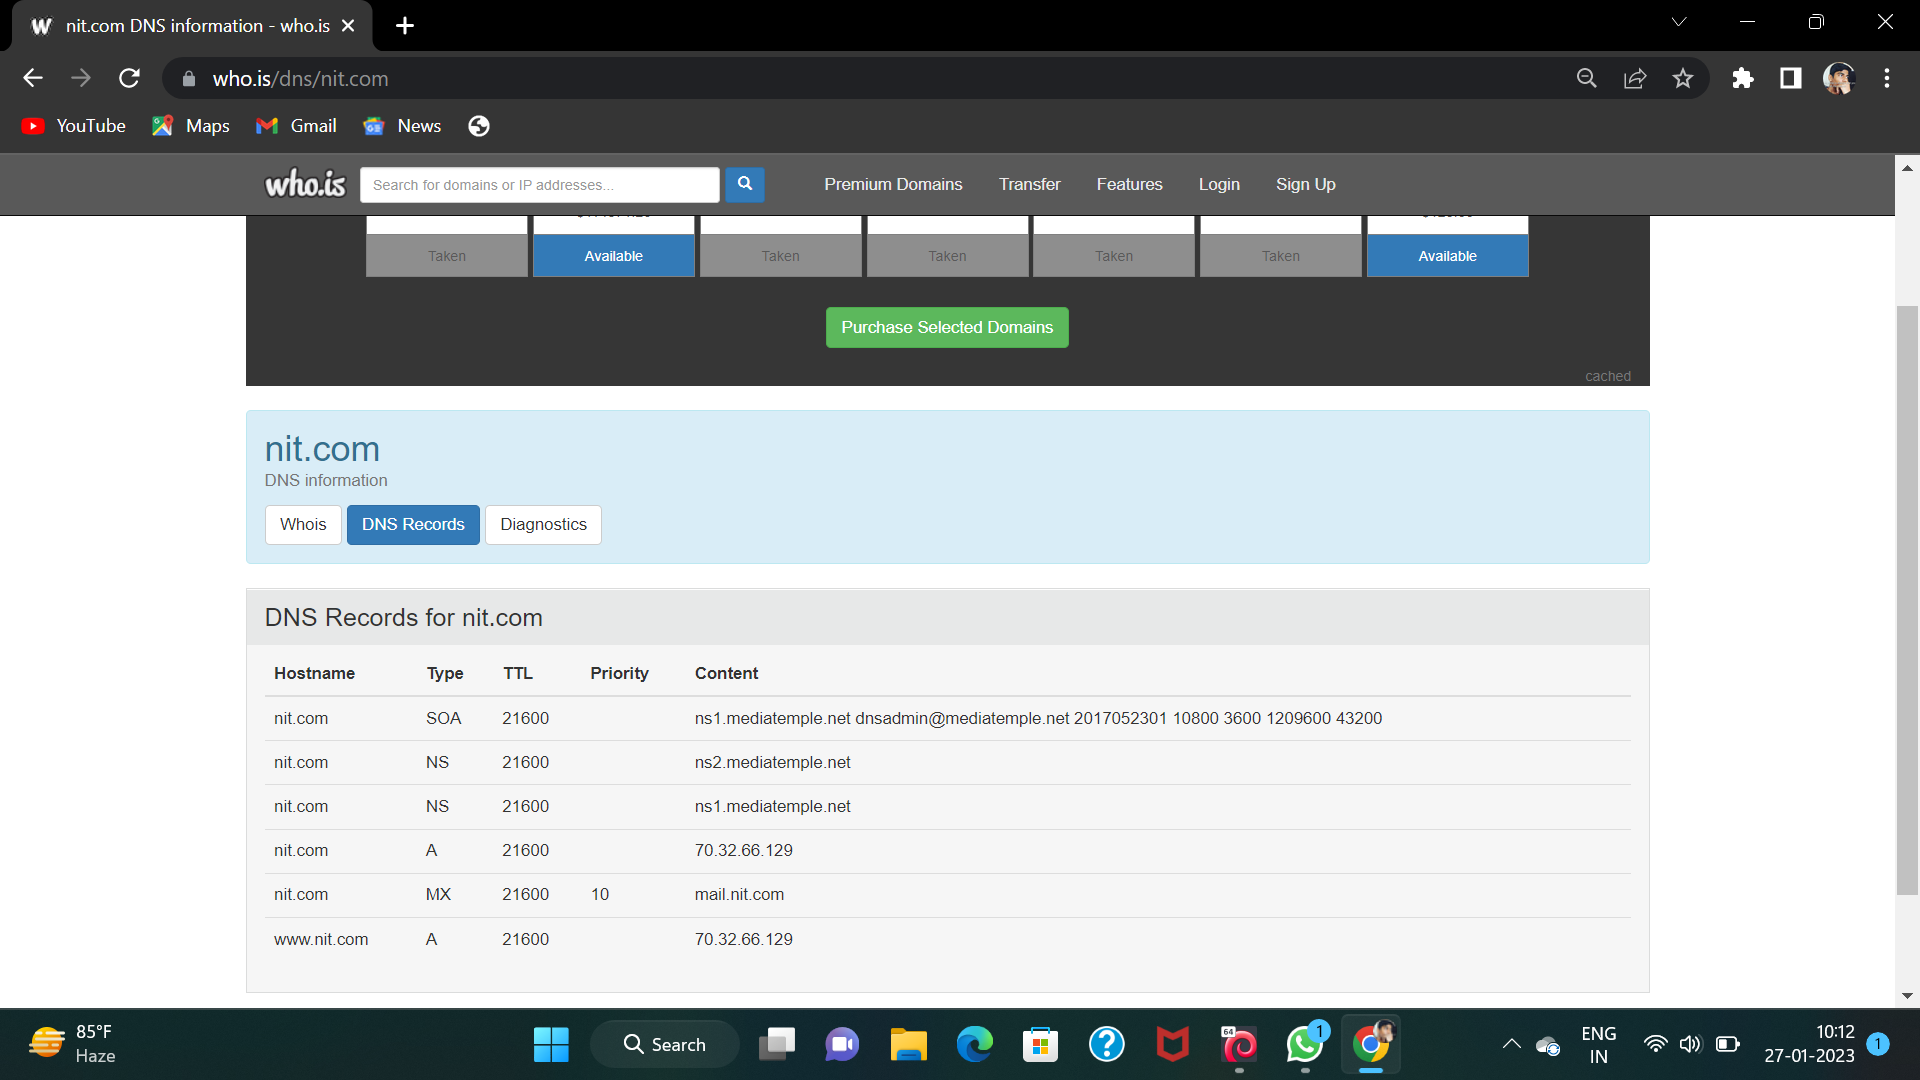 nit.com DNS information - who.is
who.is/dns/nit.com
YouTube Maps Gmail News
who.is Search for domains or IP addresses... Premium Domains Transfer Features Login Sign Up
Taken Available Taken Taken Taken Taken Available
Purchase Selected Domains
cached
nit.com
DNS information
Whois DNS Records Diagnostics
DNS Records for nit.com
Hostname Type TTL Priority Content
nit.com SOA 21600 ns1.mediatemple.net dnsadmin@mediatemple.net 2017052301 10800 3600 1209600 43200
nit.com NS 21600 ns2.mediatemple.net
nit.com NS 21600 ns1.mediatemple.net
nit.com A 21600 70.32.66.129
nit.com MX 21600 10 mail.nit.com
www.nit.com A 21600 70.32.66.129
85°F
Haze
Search
64
1
ENG
IN
10:12
27-01-2023
1